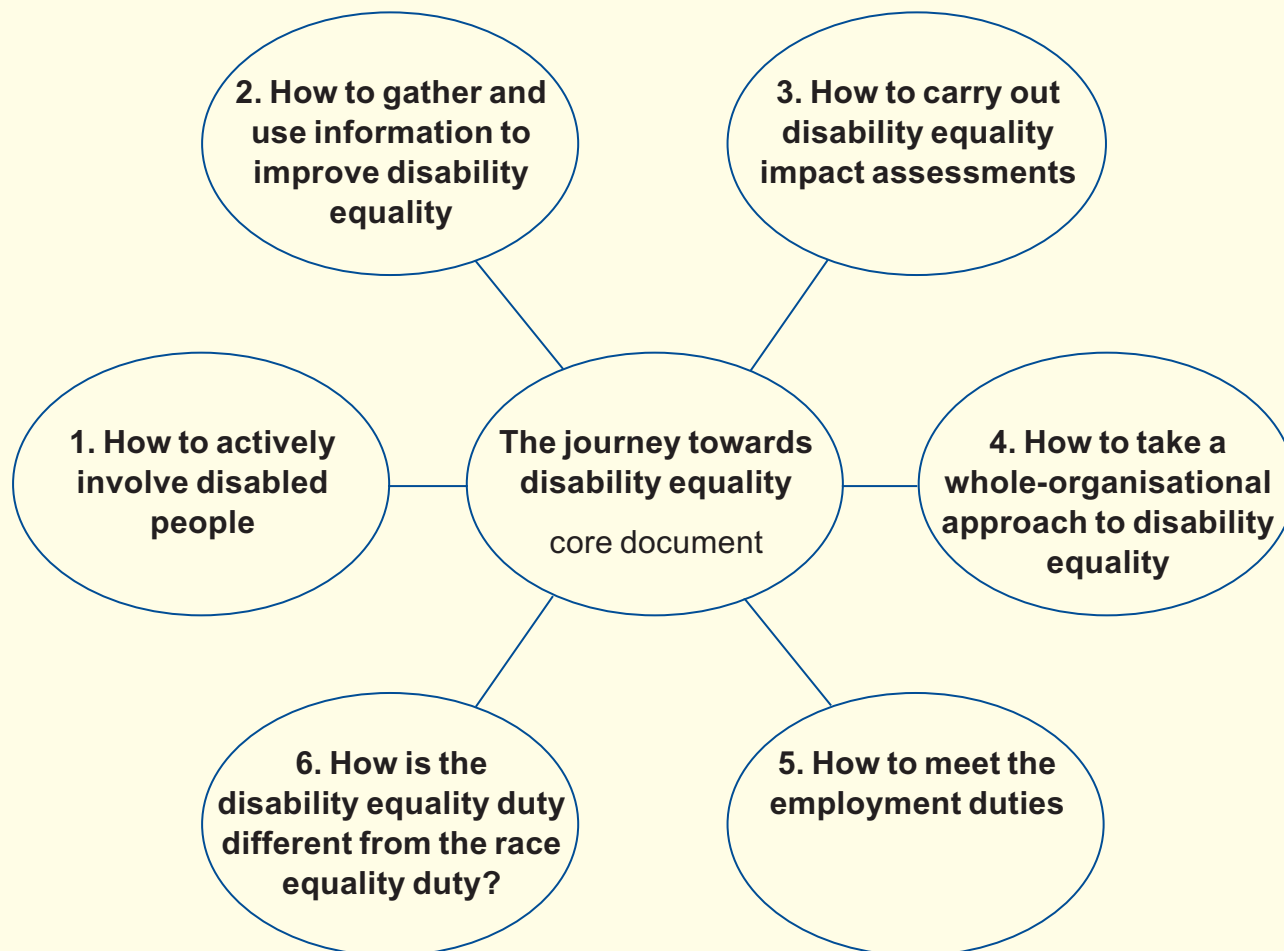 2. How to gather and
use information to
improve disability
equality
3. How to carry out
disability equality
impact assessments
1. How to actively
involve disabled
people
The journey towards
disability equality
core document
4. How to take a
whole-organisational
approach to disability
equality
6. How is the
disability equality duty
different from the race
equality duty?
5. How to meet the
employment duties